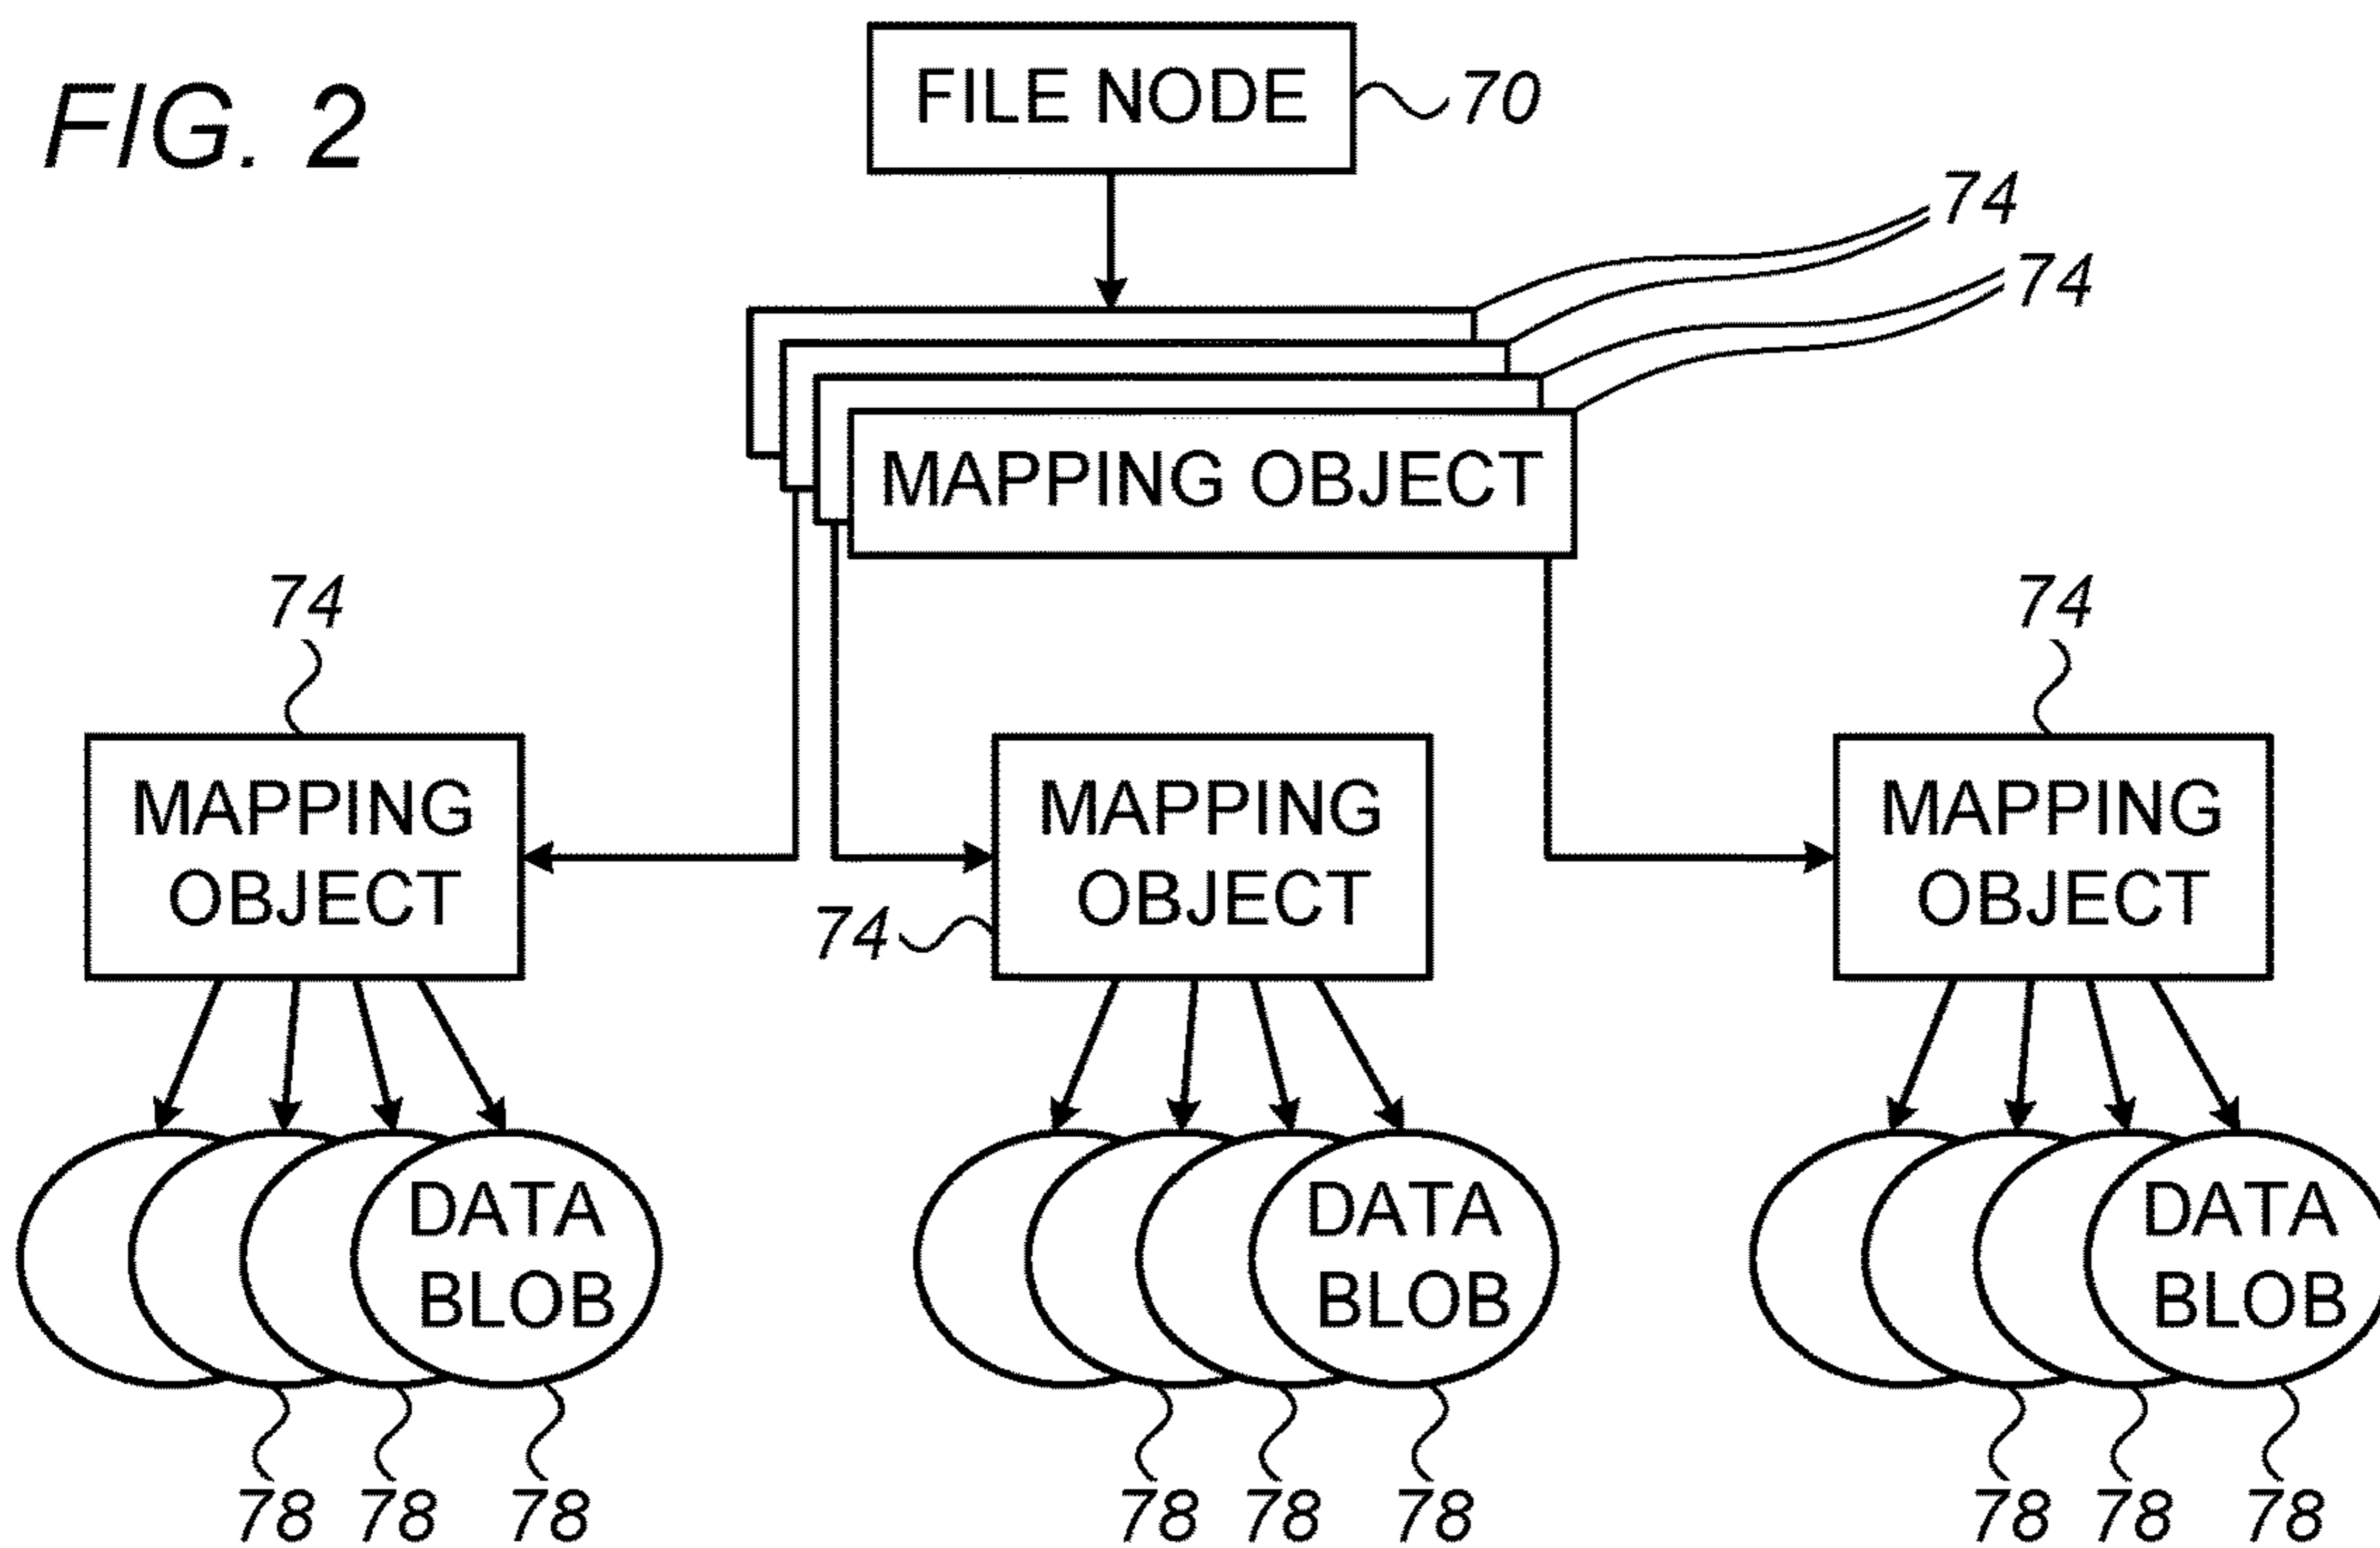 FIG. 2
FILE NODE
70
74
74
MAPPING OBJECT
74
74
MAPPING
OBJECT
MAPPING
OBJECT
MAPPING
OBJECT
74
DATA
BLOB
DATA
BLOB
DATA
BLOB
78 78 78
78 78 78
78 78 78